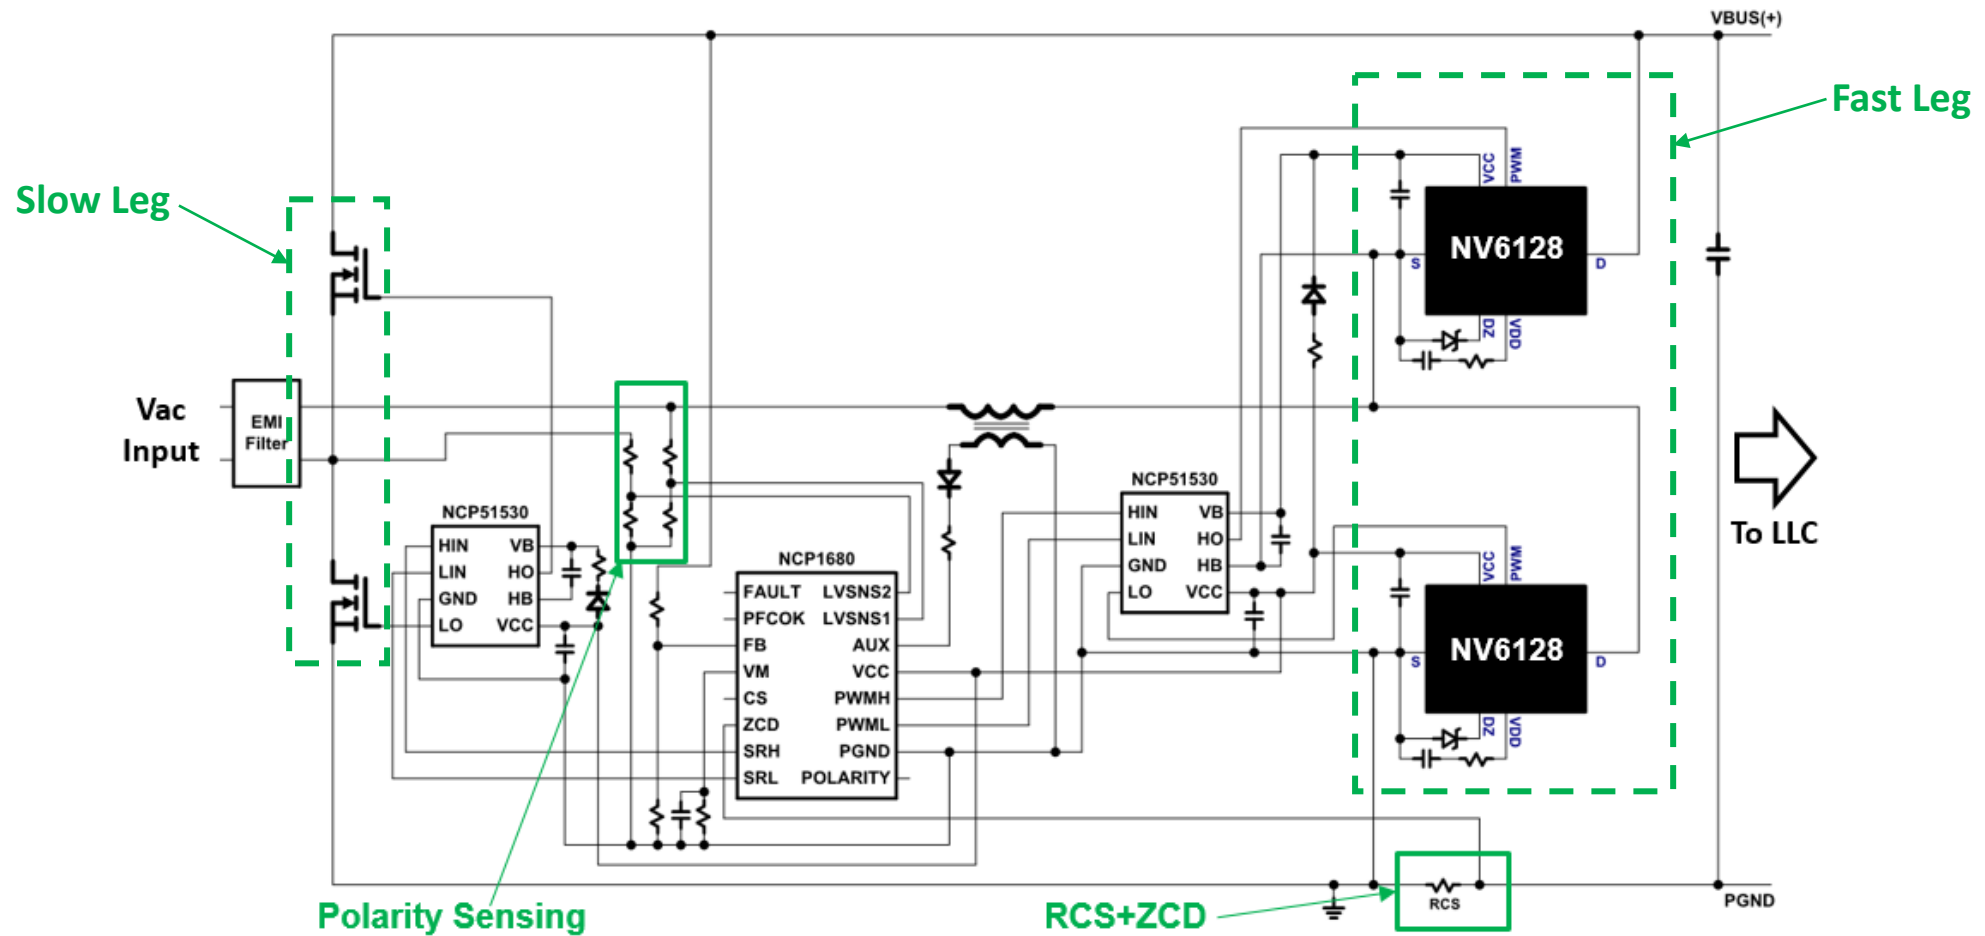 VBUS(+)
Fast Leg
Slow Leg
VCC
PWM
NV6128
S
D
DZ
VDD
Vac
Input
EMI
Filter
NCP51530
HIN
VB
LIN
HO
GND
HB
LO
VCC
To LLC
NCP51530
HIN
VB
LIN
HO
GND
HB
LO
VCC
NCP1680
FAULT
LVSNS2
PFCOK
LVSNS1
FB
AUX
VM
VCC
CS
PWMH
ZCD
PWML
SRH
PGND
SRL
POLARITY
VCC
PWM
NV6128
S
D
DZ
VDD
Polarity Sensing
RCS+ZCD
RCS
PGND